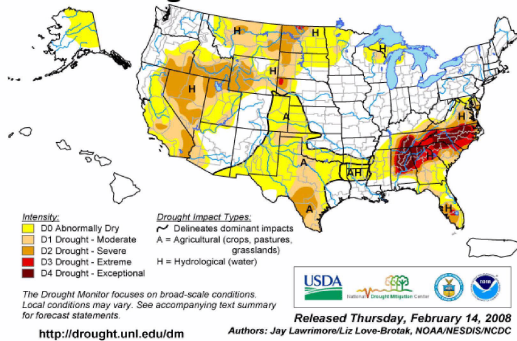 H
H
H
H
H
H
H
A
A
AH
H
A
H
Intensity:
D0 Abnormally Dry
D1 Drought - Moderate
D2 Drought - Severe
D3 Drought - Extreme
D4 Drought - Exceptional
Drought Impact Types:
Delineates dominant impacts
A = Agricultural (crops, pastures,
grasslands)
H = Hydrological (water)
The Drought Monitor focuses on broad-scale conditions.
Local conditions may vary. See accompanying text summary
for forecast statements.
http://drought.unl.edu/dm
USDA
National Drought Mitigation Center
Released Thursday, February 14, 2008
Authors: Jay Lawrimore/Liz Love-Brotak, NOAA/NESDIS/NCDC